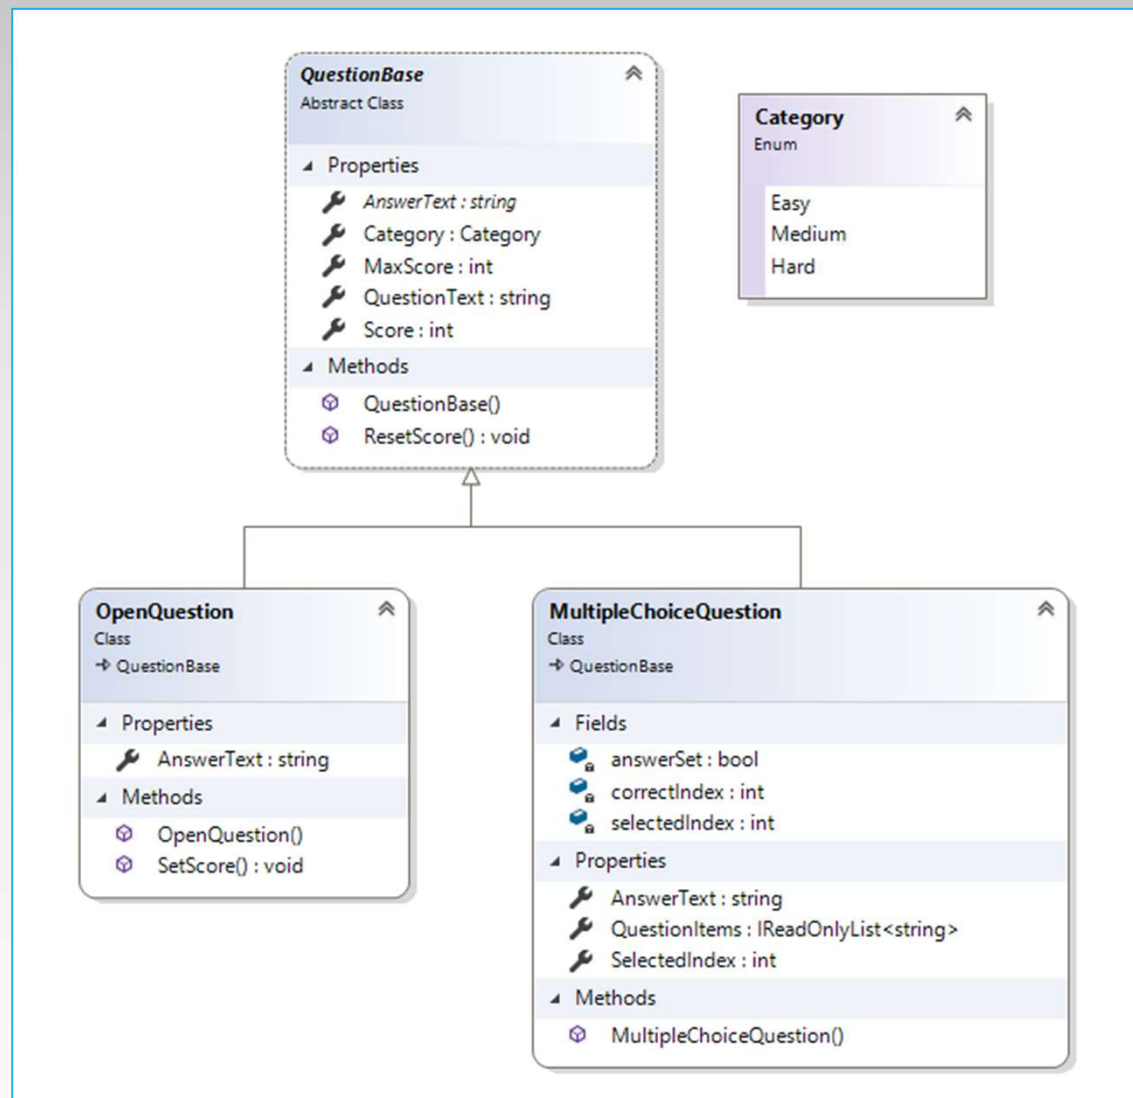 QuestionBase
Abstract Class
Properties
AnswerText : string
Category : Category
MaxScore : int
QuestionText : string
Score : int
Methods
QuestionBase()
ResetScore() : void
Category
Enum
Easy
Medium
Hard
OpenQuestion
Class
QuestionBase
Properties
AnswerText : string
Methods
OpenQuestion()
SetScore() : void
MultipleChoiceQuestion
Class
QuestionBase
Fields
answerSet : bool
correctIndex : int
selectedIndex : int
Properties
AnswerText : string
QuestionItems : IReadOnlyList<string>
SelectedIndex : int
Methods
MultipleChoiceQuestion()